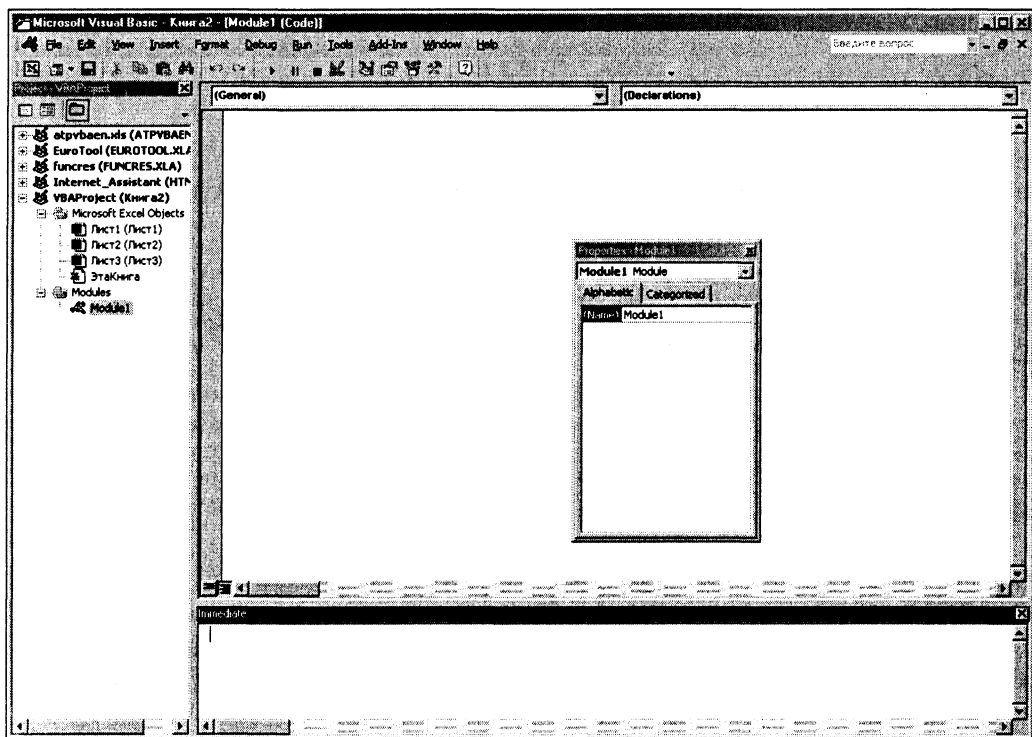 Microsoft Visual Basic - Книга2 - [Module1 (Code)]
File Edit View Insert Format Debug Run Tools Add-Ins Window Help
Введите вопрос
Project - VBAProject
(General)
(Declarations)
atpvbaen.xls (ATPVBAEN
EuroTool (EUROTOOL.XLA
funcres (FUNCRES.XLA)
Internet_Assistant (HTM
VBAProject (Книга2)
Microsoft Excel Objects
Лист1 (Лист1)
Лист2 (Лист2)
Лист3 (Лист3)
ЭтаКнига
Modules
Module1
Properties - Module1
Module1 Module
Alphabetic Categorized
(Name) Module1
Immediate